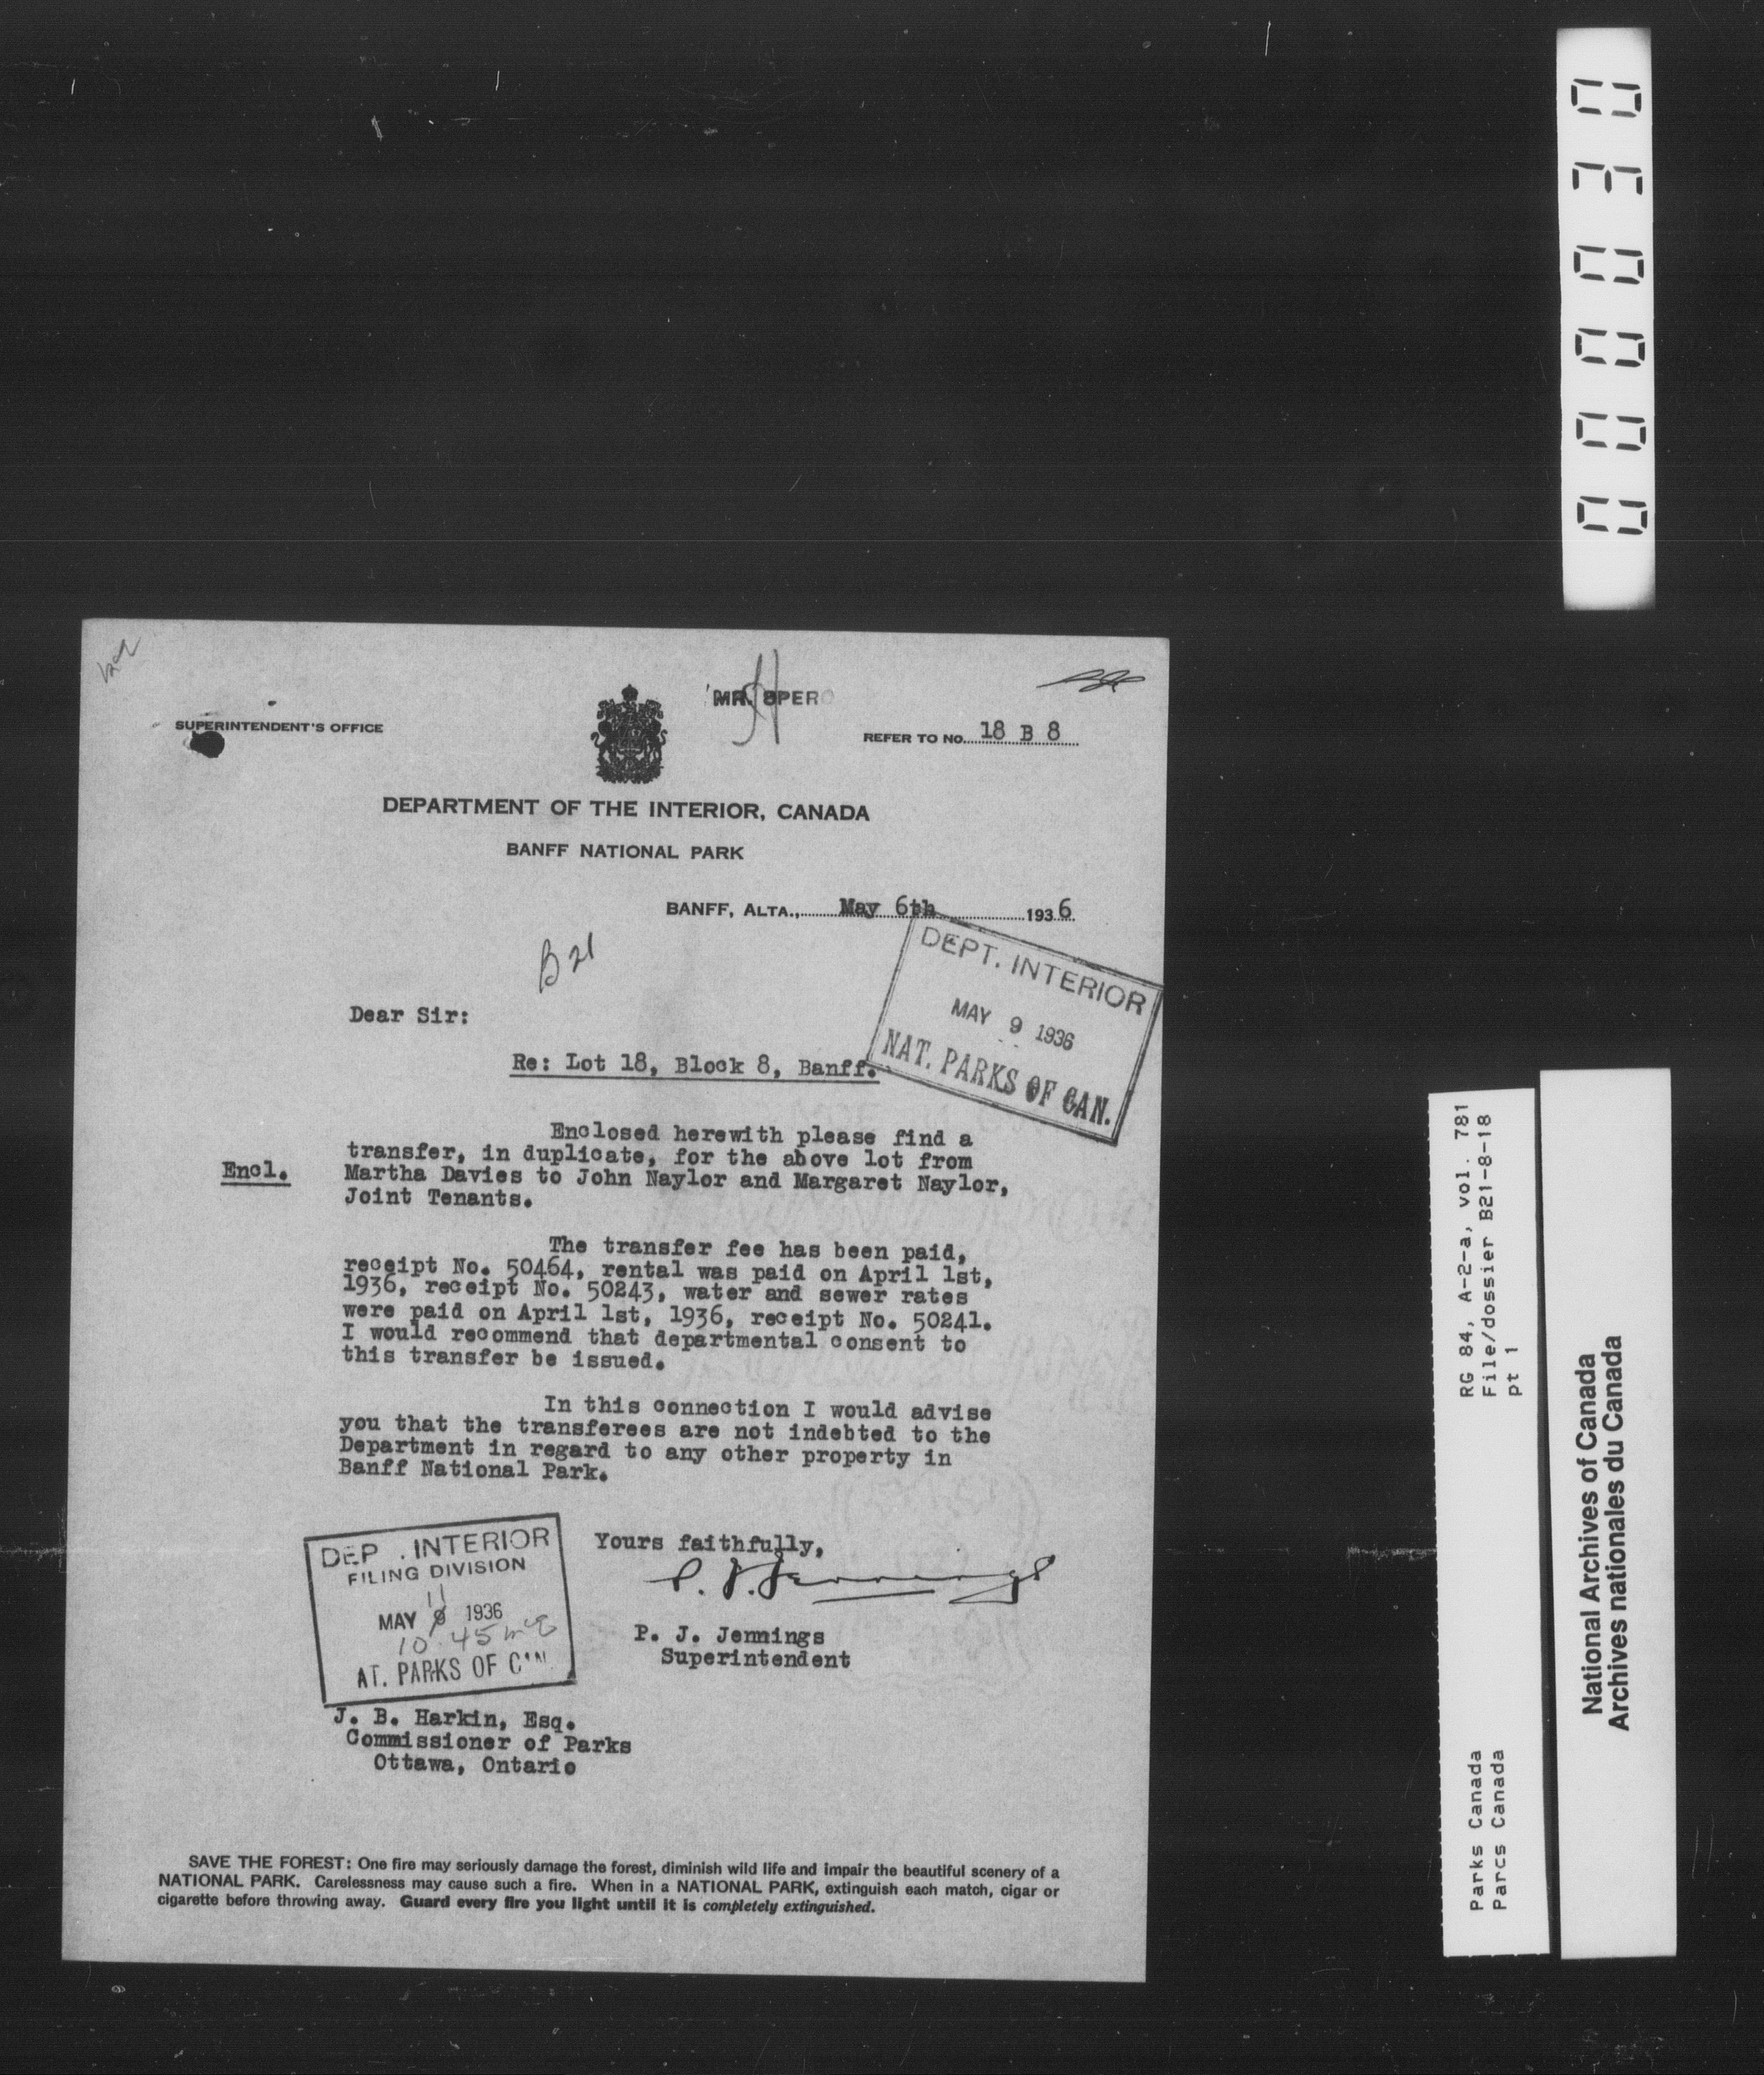 000030
MR. SPERO
SUPERINTENDENT'S OFFICE
REFER TO NO. 18 B 8
DEPARTMENT OF THE INTERIOR, CANADA
BANFF NATIONAL PARK
BANFF, ALTA., May 6th 1936
B21
DEPT. INTERIOR
MAY 9 1936
NAT. PARKS OF CAN.
Dear Sir:
Re: Lot 18, Block 8, Banff.
Enclosed herewith please find a
transfer, in duplicate, for the above lot from
Encl. Martha Davies to John Naylor and Margaret Naylor,
Joint Tenants.
The transfer fee has been paid,
receipt No. 50464, rental was paid on April 1st,
1936, receipt No. 50243, water and sewer rates
were paid on April 1st, 1936, receipt No. 50241.
I would recommend that departmental consent to
this transfer be issued.
In this connection I would advise
you that the transferees are not indebted to the
Department in regard to any other property in
Banff National Park.
Yours faithfully,
P. J. Jennings
P. J. Jennings
Superintendent
DEP . INTERIOR
FILING DIVISION
11
MAY 9 1936
10.45
AT. PARKS OF CAN
J. B. Harkin, Esq.
Commissioner of Parks
Ottawa, Ontario
SAVE THE FOREST: One fire may seriously damage the forest, diminish wild life and impair the beautiful scenery of a
NATIONAL PARK. Carelessness may cause such a fire. When in a NATIONAL PARK, extinguish each match, cigar or
cigarette before throwing away. Guard every fire you light until it is completely extinguished.
RG 84, A-2-a, vol. 781
File/dossier B21-8-18
pt 1
Parks Canada
Parcs Canada
National Archives of Canada
Archives nationales du Canada